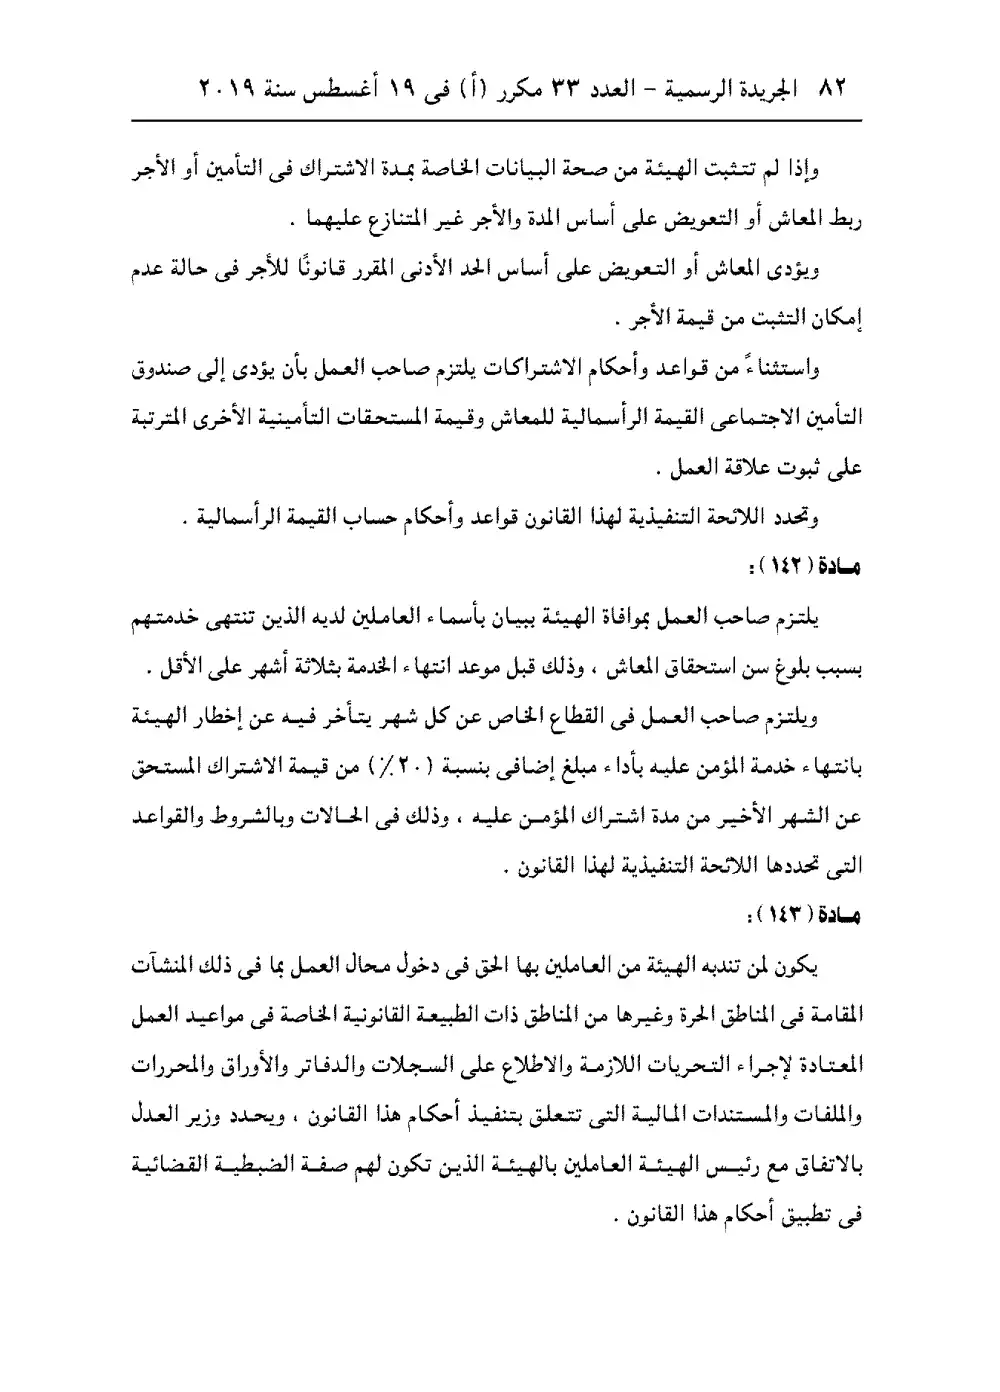 ٨٢ الجريدة الرسمية – العدد ٣٣ مكرر (أ) فى ١٩ أغسطس سنة ٢٠١٩
وإذا لم تتثبت الهيئة من صحة البيانات الخاصة بمدة الاشتراك فى التأمين أو الأجر
ربط المعاش أو التعويض على أساس المدة والأجر غير المتنازع عليهما .
ويؤدى المعاش أو التعويض على أساس الحد الأدنى المقرر قانونًا للأجر فى حالة عدم
إمكان التثبت من قيمة الأجر .
واستثناءً من قواعد وأحكام الاشتراكات يلتزم صاحب العمل بأن يؤدى إلى صندوق
التأمين الاجتماعى القيمة الرأسمالية للمعاش وقيمة المستحقات التأمينية الأخرى المترتبة
على ثبوت علاقة العمل .
وتحدد اللائحة التنفيذية لهذا القانون قواعد وأحكام حساب القيمة الرأسمالية .
مادة (١٤٢) :
يلتزم صاحب العمل بموافاة الهيئة ببيان بأسماء العاملين لديه الذين تنتهى خدمتهم
بسبب بلوغ سن استحقاق المعاش ، وذلك قبل موعد انتهاء الخدمة بثلاثة أشهر على الأقل .
ويلتزم صاحب العمل فى القطاع الخاص عن كل شهر يتأخر فيه عن إخطار الهيئة
بانتهاء خدمة المؤمن عليه بأداء مبلغ إضافى بنسبة (٢٠٪) من قيمة الاشتراك المستحق
عن الشهر الأخير من مدة اشتراك المؤمن عليه ، وذلك فى الحالات وبالشروط والقواعد
التى تحددها اللائحة التنفيذية لهذا القانون .
مادة (١٤٣) :
يكون لمن تندبه الهيئة من العاملين بها الحق فى دخول محال العمل بما فى ذلك المنشآت
المقامة فى المناطق الحرة وغيرها من المناطق ذات الطبيعة القانونية الخاصة فى مواعيد العمل
المعتادة لإجراء التحريات اللازمة والاطلاع على السجلات والدفاتر والأوراق والمحررات
والملفات والمستندات المالية التى تتعلق بتنفيذ أحكام هذا القانون ، ويحدد وزير العدل
بالاتفاق مع رئيس الهيئة العاملين بالهيئة الذين تكون لهم صفة الضبطية القضائية
فى تطبيق أحكام هذا القانون .